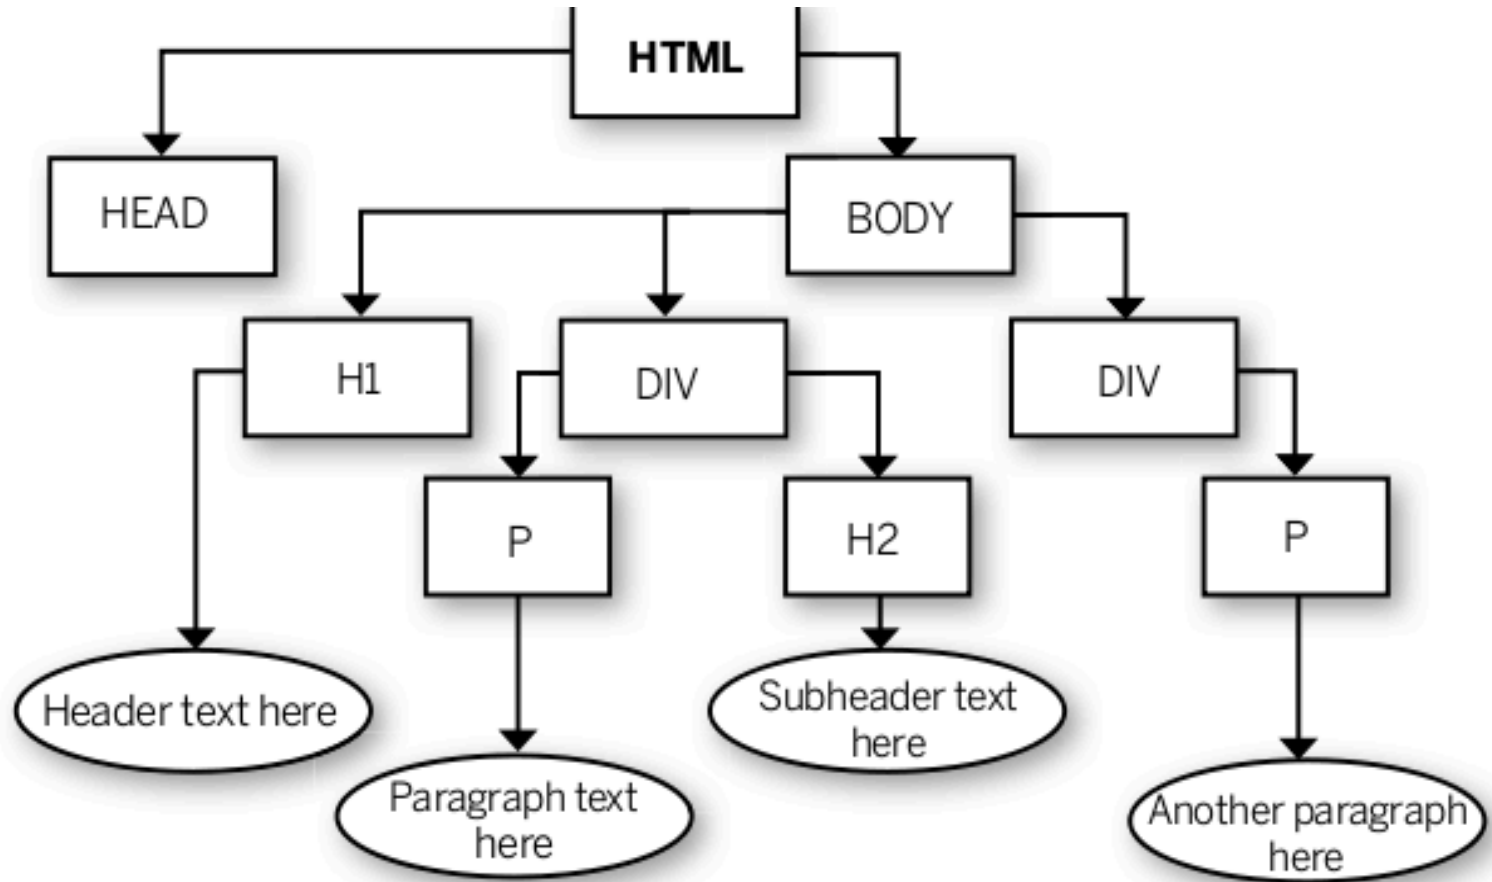 HTML
HEAD
BODY
H1
DIV
DIV
P
H2
P
Header text here
Subheader text
here
Paragraph text
here
Another paragraph
here